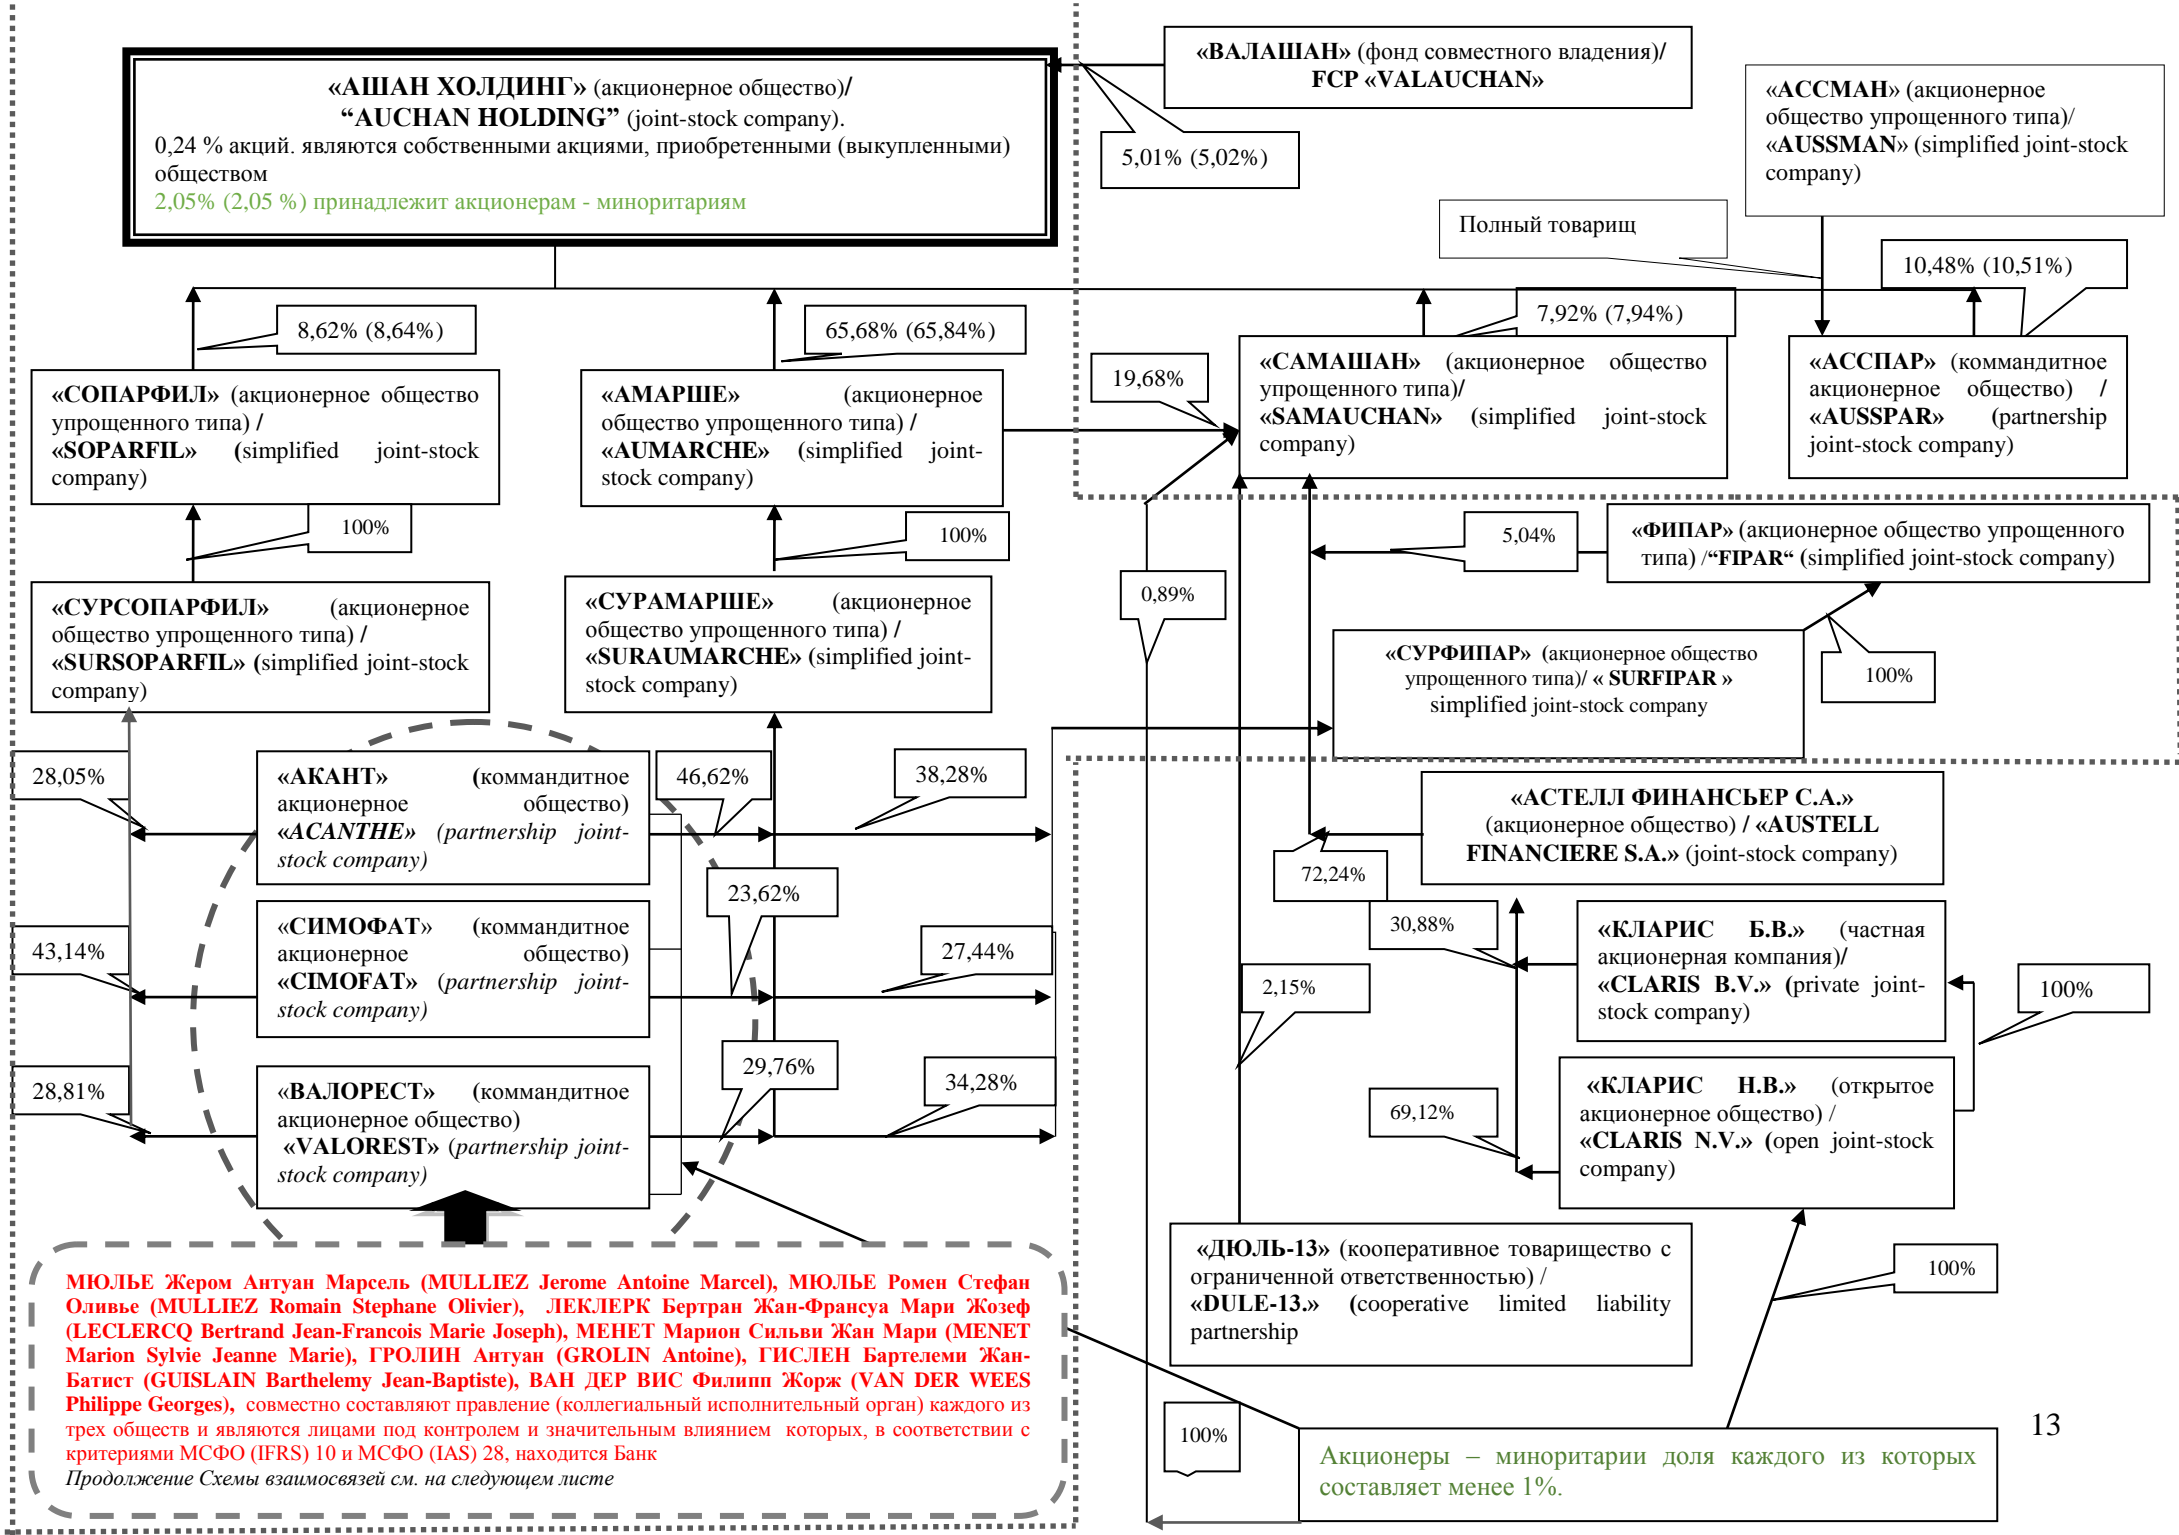 «АШАН ХОЛДИНГ» (акционерное общество)/
“AUCHAN HOLDING” (joint-stock company).
0,24 % акций. являются собственными акциями, приобретенными (выкупленными)
обществом
2,05% (2,05 %) принадлежит акционерам - миноритариям
«ВАЛАШАН» (фонд совместного владения)/
FCP «VALAUCHAN»
5,01% (5,02%)
«АССМАН» (акционерное
общество упрощенного типа)/
«AUSSMAN» (simplified joint-stock
company)
Полный товарищ
10,48% (10,51%)
8,62% (8,64%)
65,68% (65,84%)
7,92% (7,94%)
19,68%
«СОПАРФИЛ» (акционерное общество
упрощенного типа) /
«SOPARFIL» (simplified joint-stock
company)
«АМАРШЕ» (акционерное
общество упрощенного типа) /
«AUMARCHE» (simplified joint-
stock company)
«САМАШАН» (акционерное общество
упрощенного типа)/
«SAMAUCHAN» (simplified joint-stock
company)
«АССПАР» (коммандитное
акционерное общество) /
«AUSSPAR» (partnership
joint-stock company)
100%
100%
5,04%
«ФИПАР» (акционерное общество упрощенного
типа) /“FIPAR“ (simplified joint-stock company)
«СУРСОПАРФИЛ» (акционерное
общество упрощенного типа) /
«SURSOPARFIL» (simplified joint-stock
company)
«СУРАМАРШЕ» (акционерное
общество упрощенного типа) /
«SURAUMARCHE» (simplified joint-
stock company)
0,89%
«СУРФИПАР» (акционерное общество
упрощенного типа)/ « SURFIPAR »
simplified joint-stock company
100%
28,05%
«АКАНТ» (коммандитное
акционерное общество)
«ACANTHE» (partnership joint-
stock company)
46,62%
38,28%
«АСТЕЛЛ ФИНАНСЬЕР С.А.»
(акционерное общество) / «AUSTELL
FINANCIERE S.A.» (joint-stock company)
72,24%
23,62%
43,14%
«СИМОФАТ» (коммандитное
акционерное общество)
«CIMOFAT» (partnership joint-
stock company)
27,44%
30,88%
«КЛАРИС Б.В.» (частная
акционерная компания)/
«CLARIS B.V.» (private joint-
stock company)
2,15%
100%
28,81%
«ВАЛОРЕСТ» (коммандитное
акционерное общество)
«VALOREST» (partnership joint-
stock company)
29,76%
34,28%
69,12%
«КЛАРИС Н.В.» (открытое
акционерное общество) /
«CLARIS N.V.» (open joint-stock
company)
«ДЮЛЬ-13» (кооперативное товарищество с
ограниченной ответственностью) /
«DULE-13.» (cooperative limited liability
partnership
100%
МЮЛЬЕ Жером Антуан Марсель (MULLIEZ Jerome Antoine Marcel), МЮЛЬЕ Ромен Стефан
Оливье (MULLIEZ Romain Stephane Olivier), ЛЕКЛЕРК Бертран Жан-Франсуа Мари Жозеф
(LECLERCQ Bertrand Jean-Francois Marie Joseph), МЕНЕТ Марион Сильви Жан Мари (MENET
Marion Sylvie Jeanne Marie), ГРОЛИН Антуан (GROLIN Antoine), ГИСЛЕН Бартелеми Жан-
Батист (GUISLAIN Barthelemy Jean-Baptiste), ВАН ДЕР ВИС Филипп Жорж (VAN DER WEES
Philippe Georges), совместно составляют правление (коллегиальный исполнительный орган) каждого из
трех обществ и являются лицами под контролем и значительным влиянием которых, в соответствии с
критериями МСФО (IFRS) 10 и МСФО (IAS) 28, находится Банк
Продолжение Схемы взаимосвязей см. на следующем листе
100%
Акционеры – миноритарии доля каждого из которых
составляет менее 1%.
13